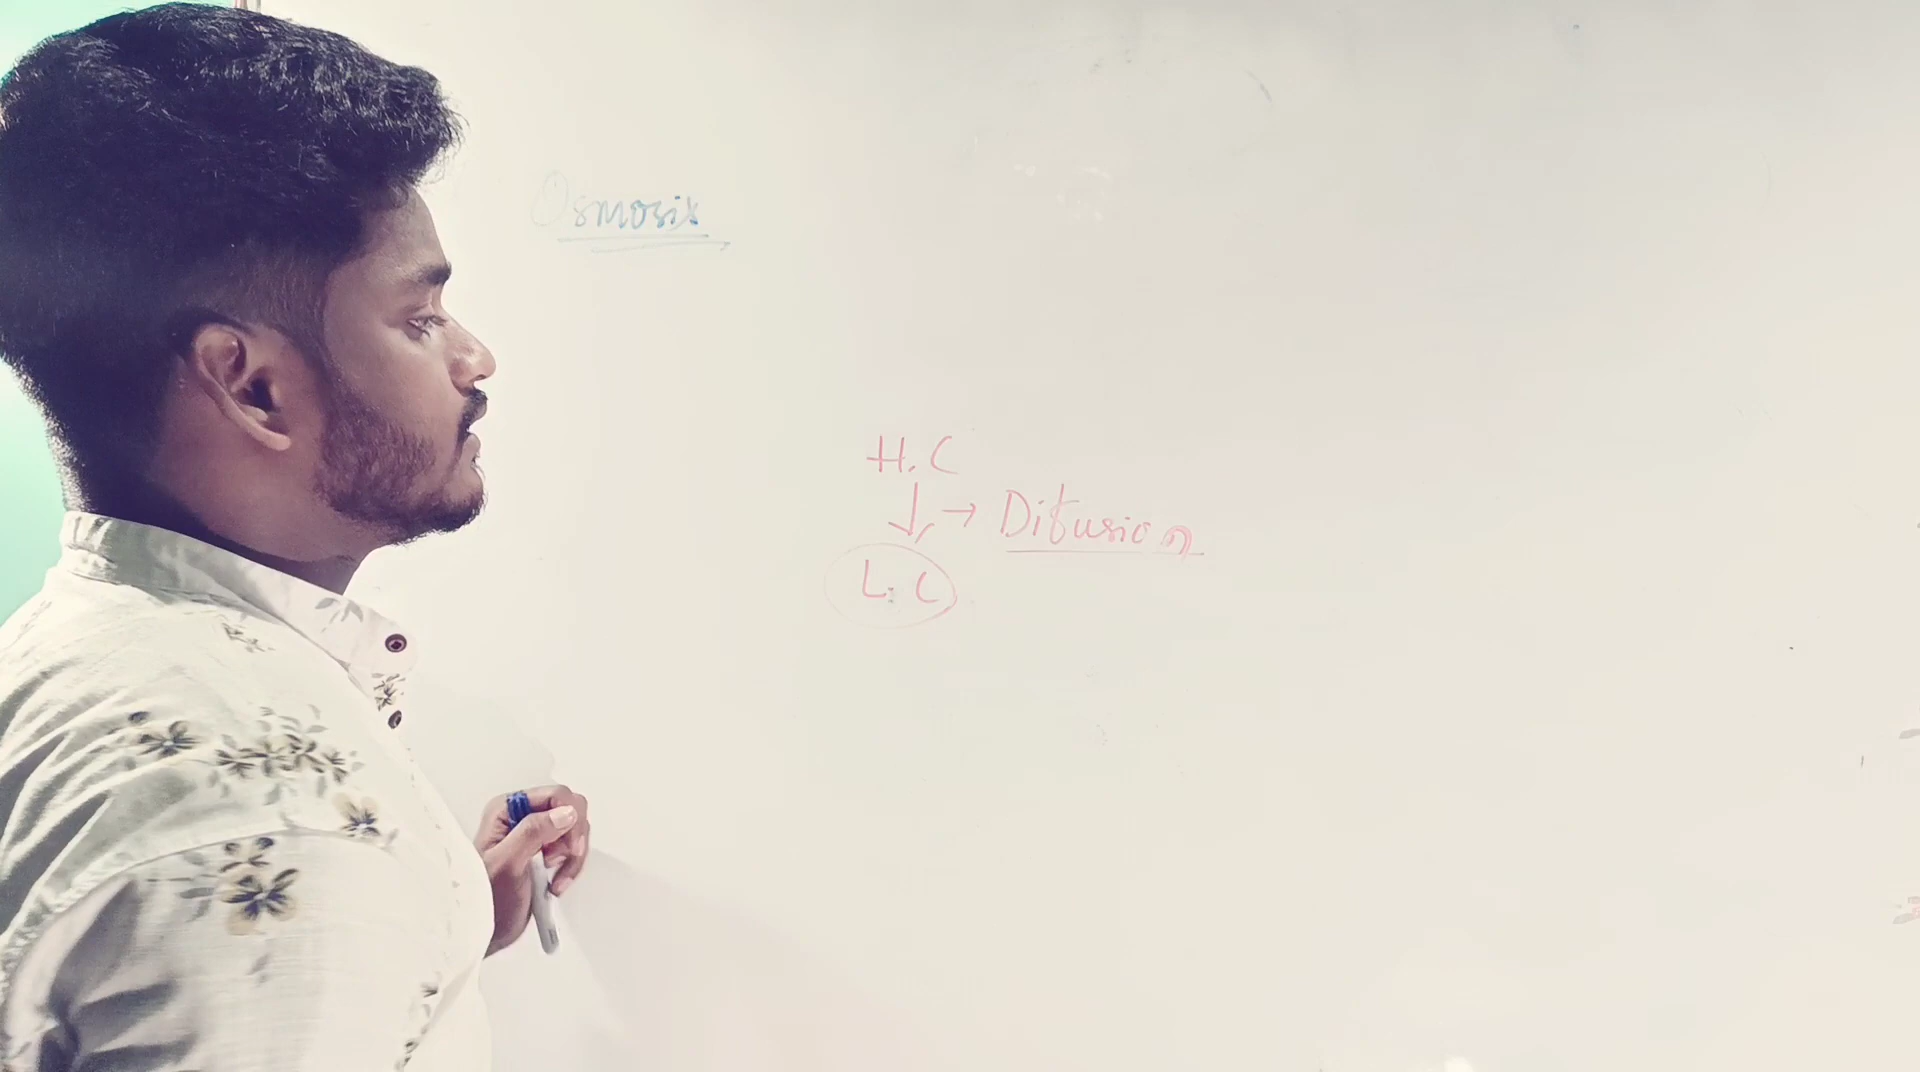 Osmosis
H.C
↓ → Difusion
L.C